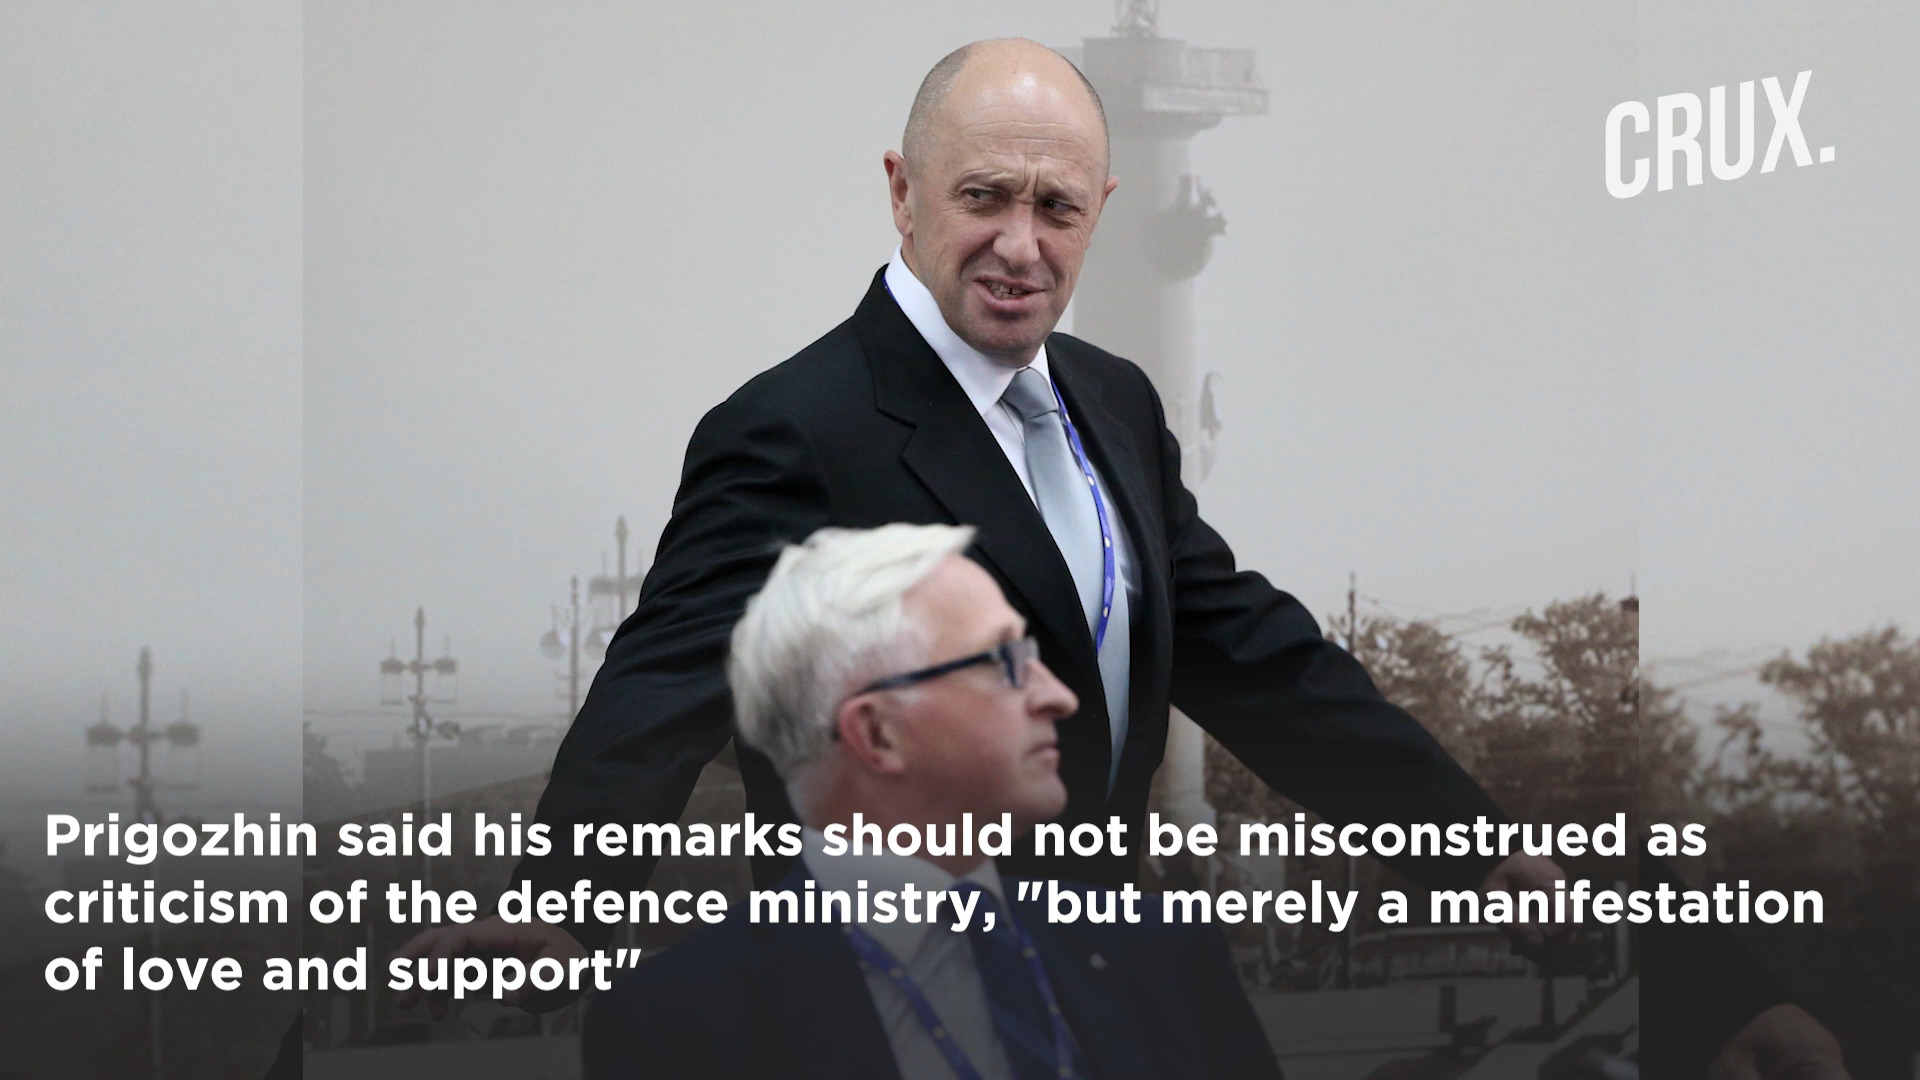 CRUX.
Prigozhin said his remarks should not be misconstrued as
criticism of the defence ministry, "but merely a manifestation
of love and support"